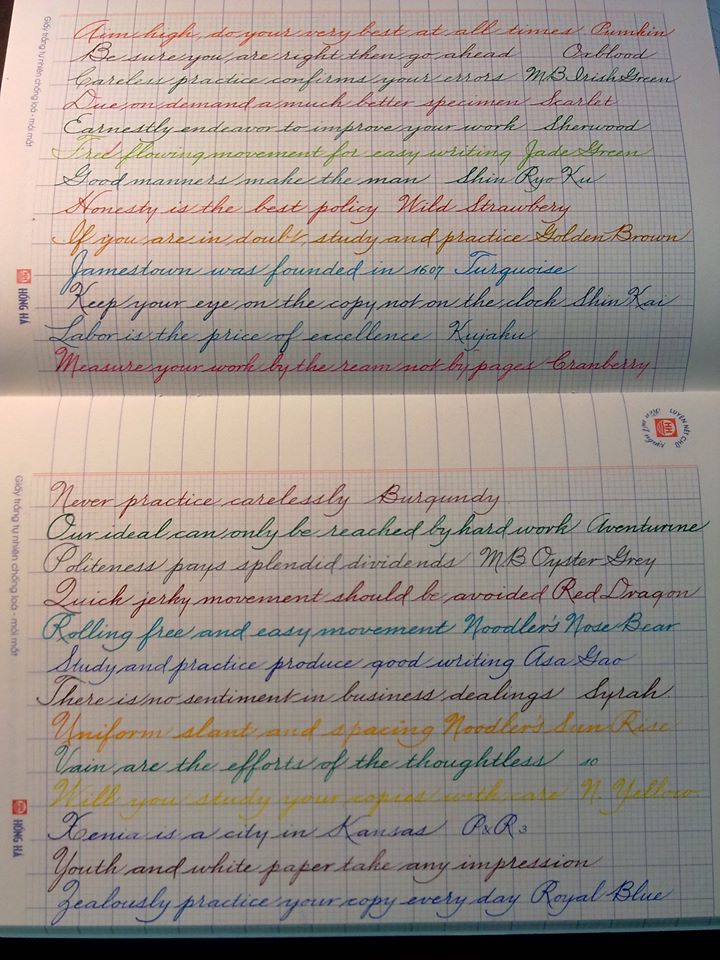 Aim high, do your very best at all times Pumkin
Be sure you are right then go ahead Oxblood
Careless practice confirms your errors MB Irish Green
Due on demand a much better specimen Scarlet
Earnestly endeavor to improve your work Sherwood
Free flowing movement for easy writing Jade Green
Good manners make the man Shin Ryo Ku
Honesty is the best policy Wild Strawbery
If you are in doubt, study and practice Golden Brown
Jamestown was founded in 1607 Turquoise
Keep your eye on the copy not on the clock Shin Kai
Labor is the price of excellence Kujaku
Measure your work by the ream not by pages Cranberry
Giấy trắng tự nhiên chống loá - mỏi mắt
HỒNG HÀ
LUYỆN NÉT CHỮ
HH
Never practice carelessly Burgundy
Our ideal can only be reached by hard work Aventurine
Politeness pays splendid dividends MB Oyster Grey
Quick jerky movement should be avoided Red Dragon
Rolling free and easy movement Noodler's Nose Bear
Study and practice produce good writing Asa Gao
There is no sentiment in business dealings Syrah
Uniform slant and spacing Noodler's Sun Rise
Vain are the efforts of the thoughtless 10
Will you study your copies with care N. Yellow
Xenia is a city in Kansas P&R 3
Youth and white paper take any impression
Zealously practice your copy every day Royal Blue
Giấy trắng tự nhiên chống loá - mỏi mắt
HỒNG HÀ